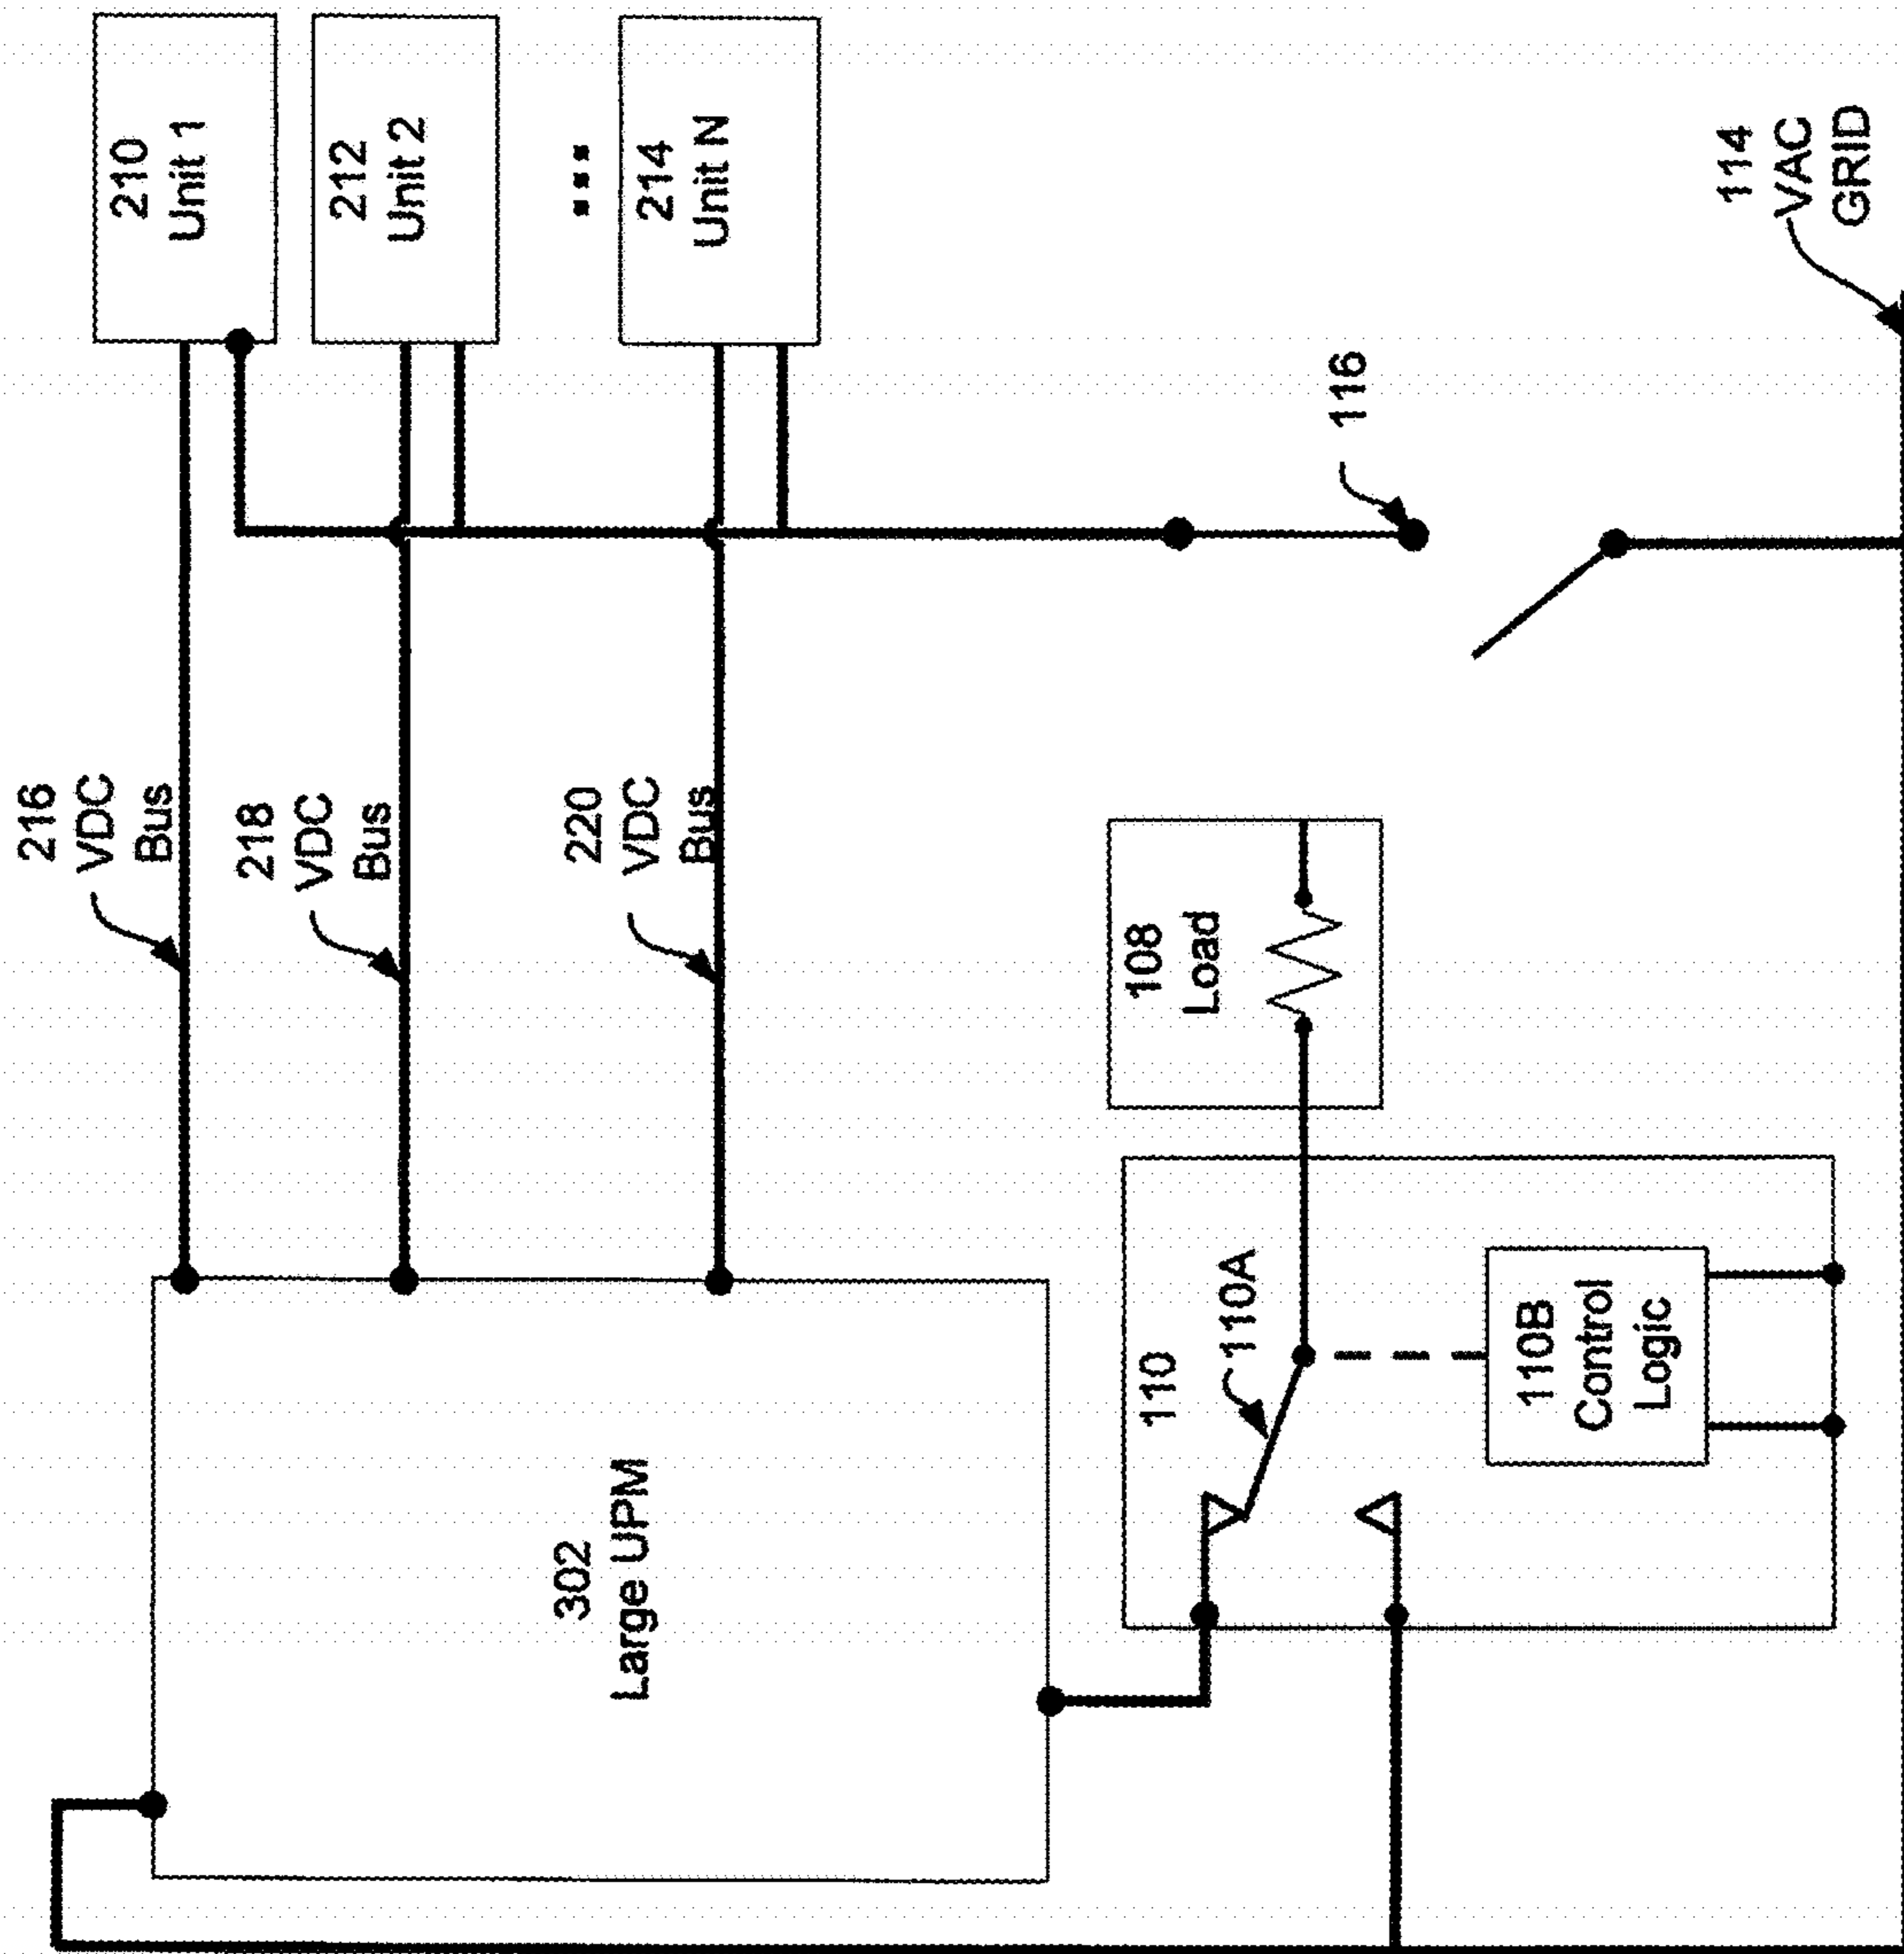 210
Unit 1
212
Unit 2
214
Unit N
216
VDC
Bus
218
VDC
Bus
220
VDC
Bus
302
Large UPM
108
Load
110
110A
110B
Control
Logic
116
114
VAC
GRID